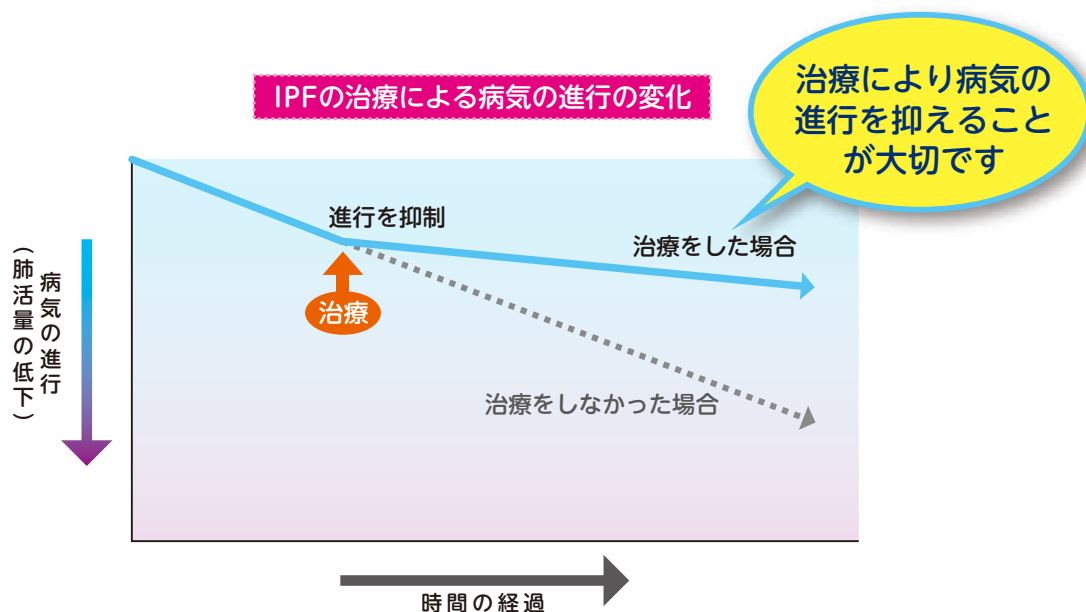 IPFの治療による病気の進行の変化
治療により病気の
進行を抑えること
が大切です
進行を抑制
治療をした場合
治療
治療をしなかった場合
病気の進行
（肺活量の低下）
時間の経過